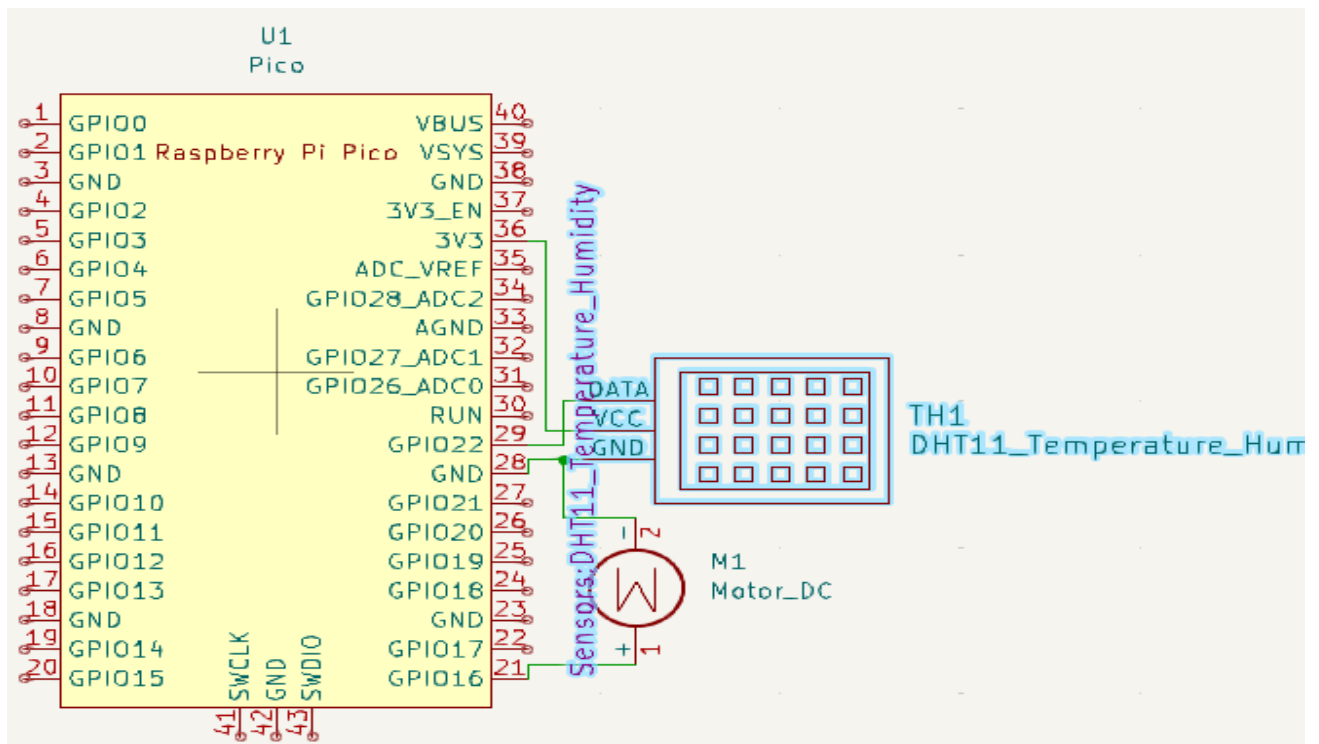 U1
Pico
1 GPIO0 VBUS 40
2 GPIO1 Raspberry Pi Pico VSYS 39
3 GND GND 38
4 GPIO2 3V3_EN 37
5 GPIO3 3V3 36
6 GPIO4 ADC_VREF 35
7 GPIO5 GPIO28_ADC2 34
8 GND AGND 33
9 GPIO6 GPIO27_ADC1 32
10 GPIO7 GPIO26_ADC0 31
11 GPIO8 RUN 30
12 GPIO9 GPIO22 29
13 GND GND 28
14 GPIO10 GPIO21 27
15 GPIO11 GPIO20 26
16 GPIO12 GPIO19 25
17 GPIO13 GPIO18 24
18 GND GND 23
19 GPIO14 GPIO17 22
20 GPIO15 GPIO16 21
SWCLK
GND
SWDIO
41
42
43
Sensors:DHT11_Temperature_Humidity
DATA
VCC
GND
TH1
DHT11_Temperature_Hum
- 2
M
M1
Motor_DC
+ 1